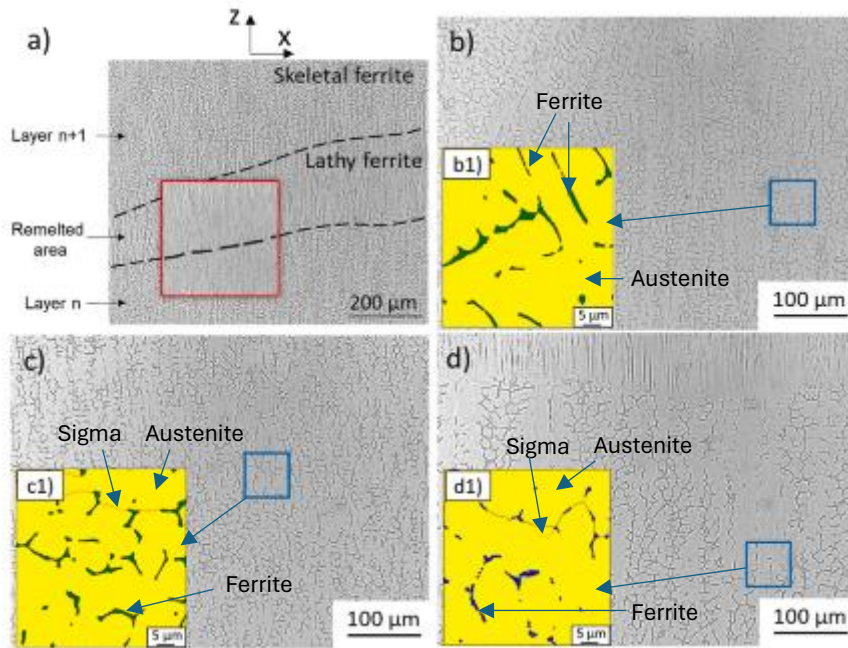 a)
Z
X
Skeletal ferrite
Layer n+1
Lathy ferrite
Remelted
area
Layer n
200 µm
b)
Ferrite
b1)
Austenite
5 µm
100 µm
c)
Sigma
Austenite
c1)
Ferrite
5 µm
100 µm
d)
Sigma
Austenite
d1)
Ferrite
5 µm
100 µm